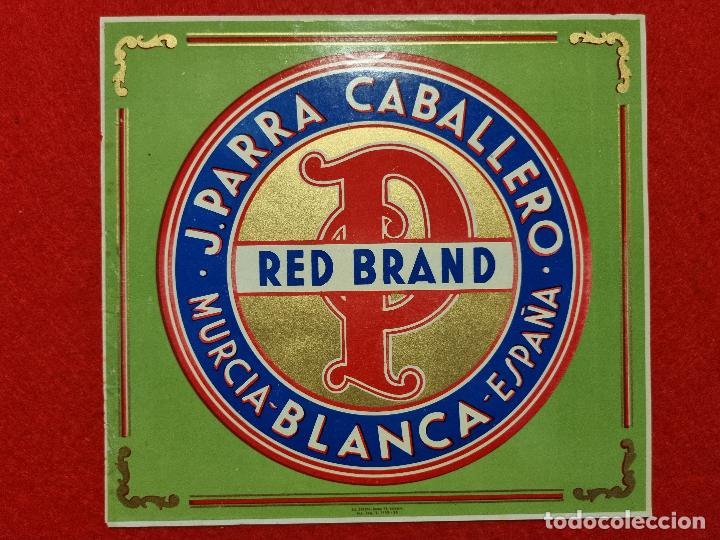 · J. PARRA CABALLERO ·
P
RED BRAND
MURCIA-BLANCA-ESPAÑA
todocoleccion